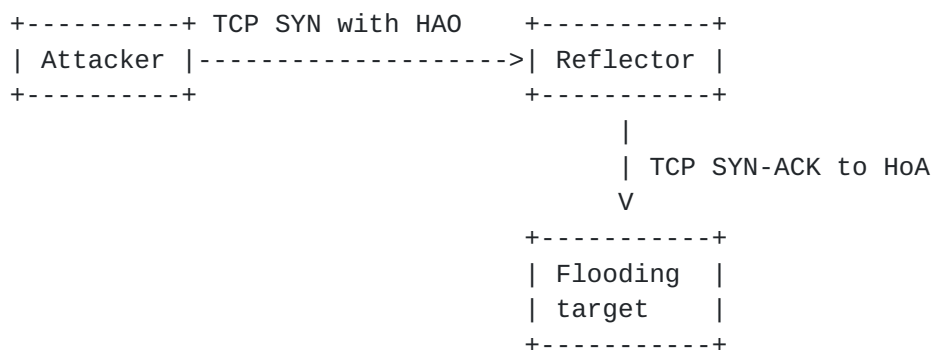 TCP SYN with HAO
Attacker
Reflector
TCP SYN-ACK to HoA
V
Flooding
target